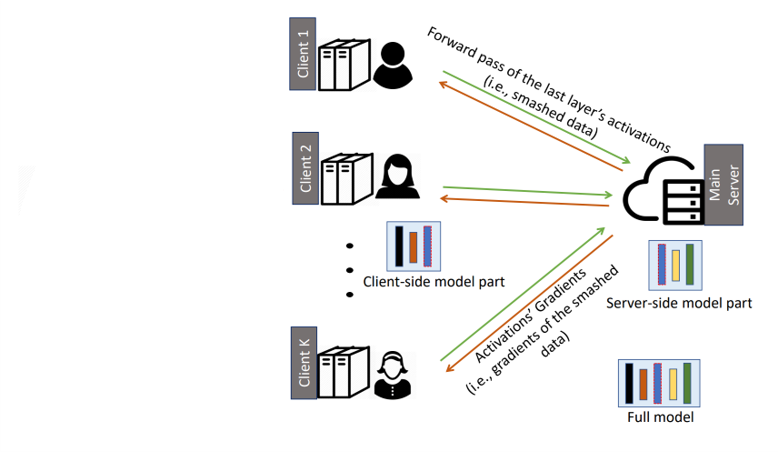 Client 1
Forward pass of the last layer's activations
(i.e., smashed data)
Client 2
Main
Server
Client-side model part
Server-side model part
Activations' Gradients
(i.e., gradients of the smashed
data)
Client K
Full model